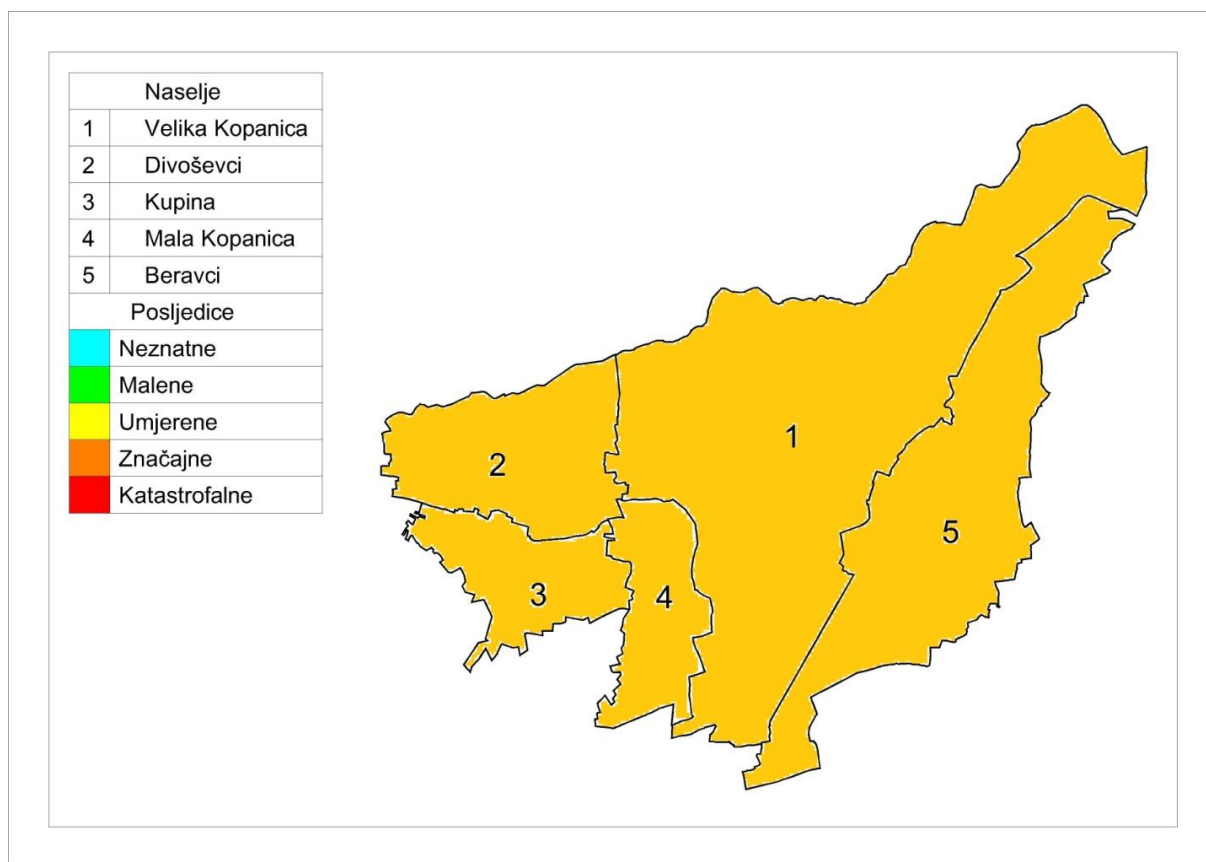 Naselje
1 Velika Kopanica
2 Divoševci
3 Kupina
4 Mala Kopanica
5 Beravci
Posljedice
Neznatne
Malene
Umjerene
Značajne
Katastrofalne
1
2
5
3
4